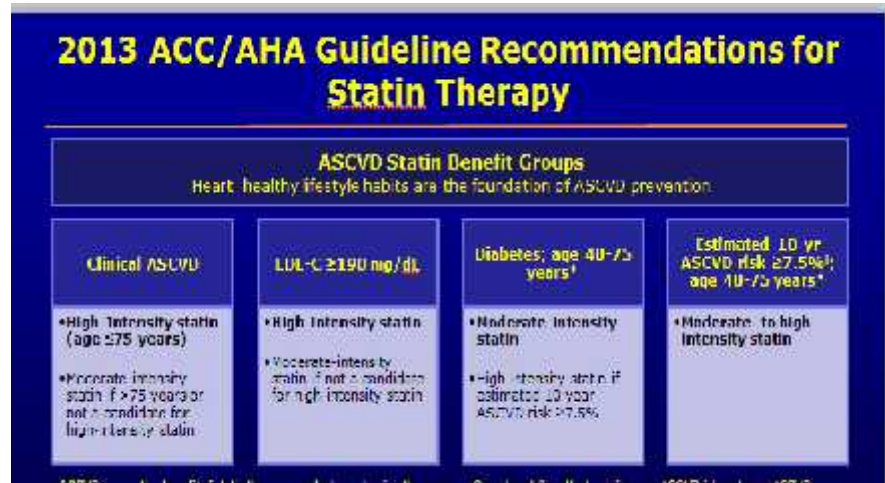 2013 ACC/AHA Guideline Recommendations for
Statin Therapy
ASCVD Statin Benefit Groups
Heart healthy lifestyle habits are the foundation of ASCVD prevention
Clinical ASCVD
•High Intensity statin
(age ≤75 years)
•Moderate intensity
statin if >75 years or
not a candidate for
high-intensity statin
LDL-C ≥190 mg/dL
•High Intensity statin
•Moderate-intensity
statin if not a candidate
for high-intensity statin
Diabetes; age 40-75
years*
•Moderate intensity
statin
•High intensity statin if
estimated 10 year
ASCVD risk ≥7.5%
Estimated 10 yr
ASCVD risk ≥7.5%;
age 40-75 years*
•Moderate to high
intensity statin